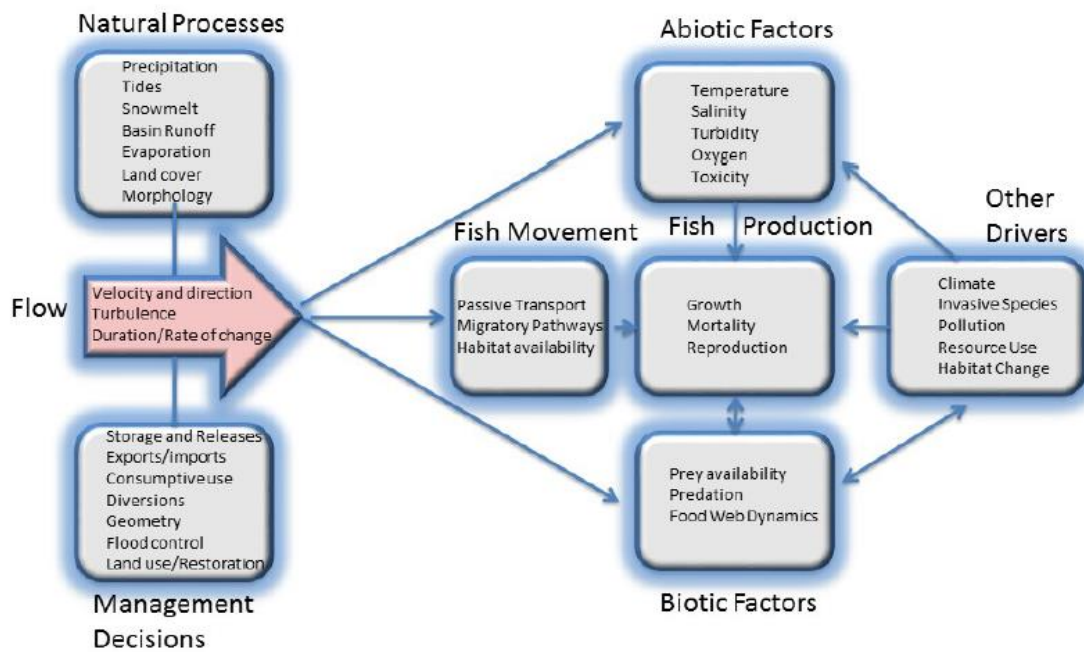 Natural Processes
Precipitation
Tides
Snowmelt
Basin Runoff
Evaporation
Land cover
Morphology
Flow
Velocity and direction
Turbulence
Duration/Rate of change
Storage and Releases
Exports/imports
Consumptive use
Diversions
Geometry
Flood control
Land use/Restoration
Management
Decisions
Abiotic Factors
Temperature
Salinity
Turbidity
Oxygen
Toxicity
Fish Movement
Passive Transport
Migratory Pathways
Habitat availability
Fish Production
Growth
Mortality
Reproduction
Other
Drivers
Climate
Invasive Species
Pollution
Resource Use
Habitat Change
Prey availability
Predation
Food Web Dynamics
Biotic Factors